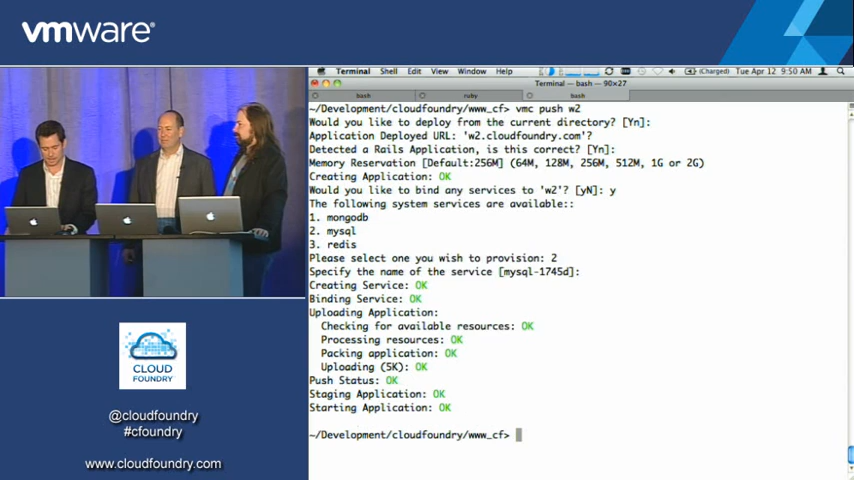 vmware®
Terminal Shell Edit View Window Help (Charged) Tue Apr 12 9:50 AM
Terminal — bash — 90×27
bash ruby bash
~/Development/cloudfoundry/www_cf> vmc push w2
Would you like to deploy from the current directory? [Yn]:
Application Deployed URL: 'w2.cloudfoundry.com'?
Detected a Rails Application, is this correct? [Yn]:
Memory Reservation [Default:256M] (64M, 128M, 256M, 512M, 1G or 2G)
Creating Application: OK
Would you like to bind any services to 'w2'? [yN]: y
The following system services are available::
1. mongodb
2. mysql
3. redis
Please select one you wish to provision: 2
Specify the name of the service [mysql-1745d]:
Creating Service: OK
Binding Service: OK
Uploading Application:
Checking for available resources: OK
Processing resources: OK
Packing application: OK
Uploading (5K): OK
Push Status: OK
Staging Application: OK
Starting Application: OK
~/Development/cloudfoundry/www_cf>
CLOUD
FOUNDRY
@cloudfoundry
#cfoundry
www.cloudfoundry.com